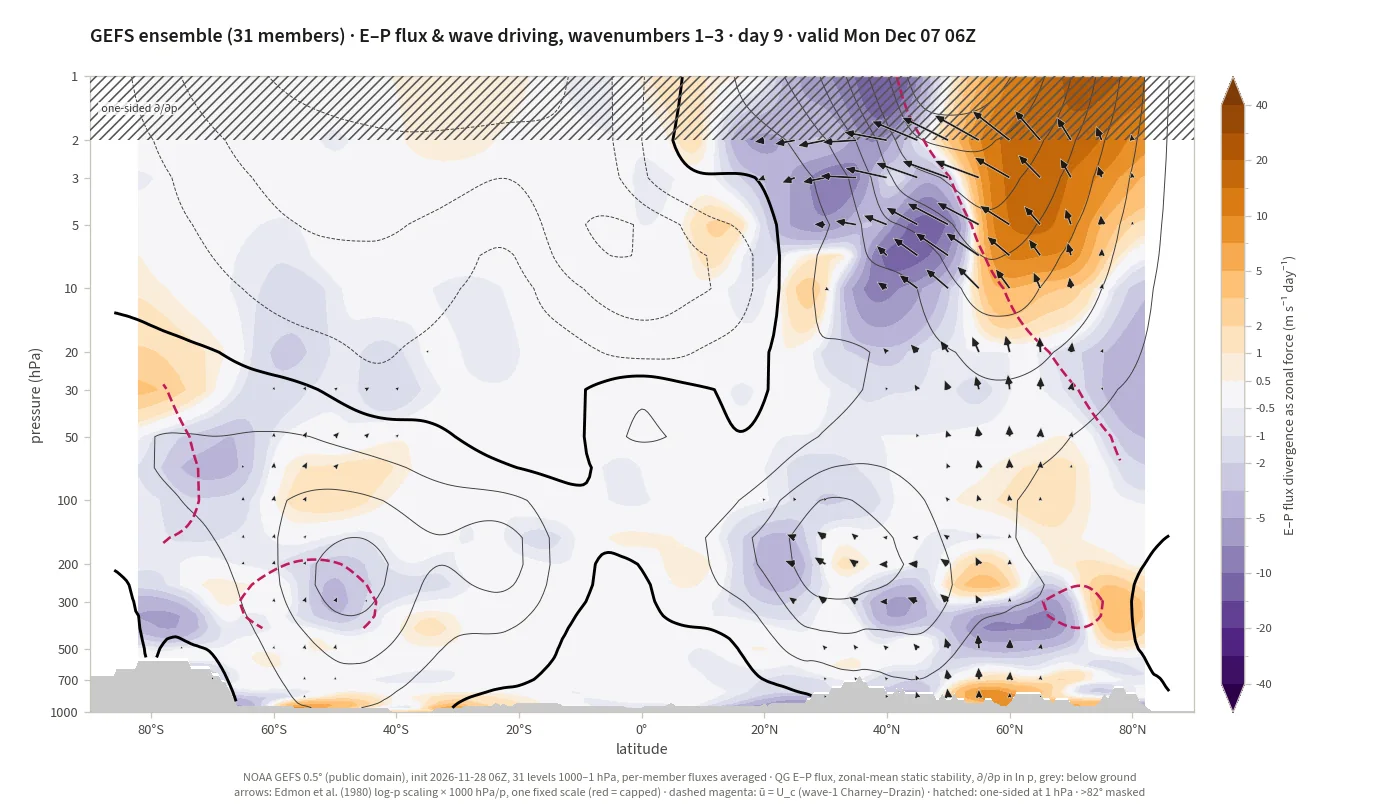 GEFS ensemble (31 members) · E–P flux & wave driving, wavenumbers 1–3 · day 9 · valid Mon Dec 07 06Z
one-sided ∂/∂p
1
2
3
5
10
20
30
50
100
200
300
500
700
1000
pressure (hPa)
80°S
60°S
40°S
20°S
0°
20°N
40°N
60°N
80°N
latitude
40
20
10
5
2
1
0.5
-0.5
-1
-2
-5
-10
-20
-40
E–P flux divergence as zonal force (m s⁻¹ day⁻¹)
NOAA GEFS 0.5° (public domain), init 2026-11-28 06Z, 31 levels 1000–1 hPa, per-member fluxes averaged · QG E–P flux, zonal-mean static stability, ∂/∂p in ln p, grey: below ground
arrows: Edmon et al. (1980) log-p scaling × 1000 hPa/p, one fixed scale (red = capped) · dashed magenta: ū = U_c (wave-1 Charney–Drazin) · hatched: one-sided at 1 hPa · >82° masked